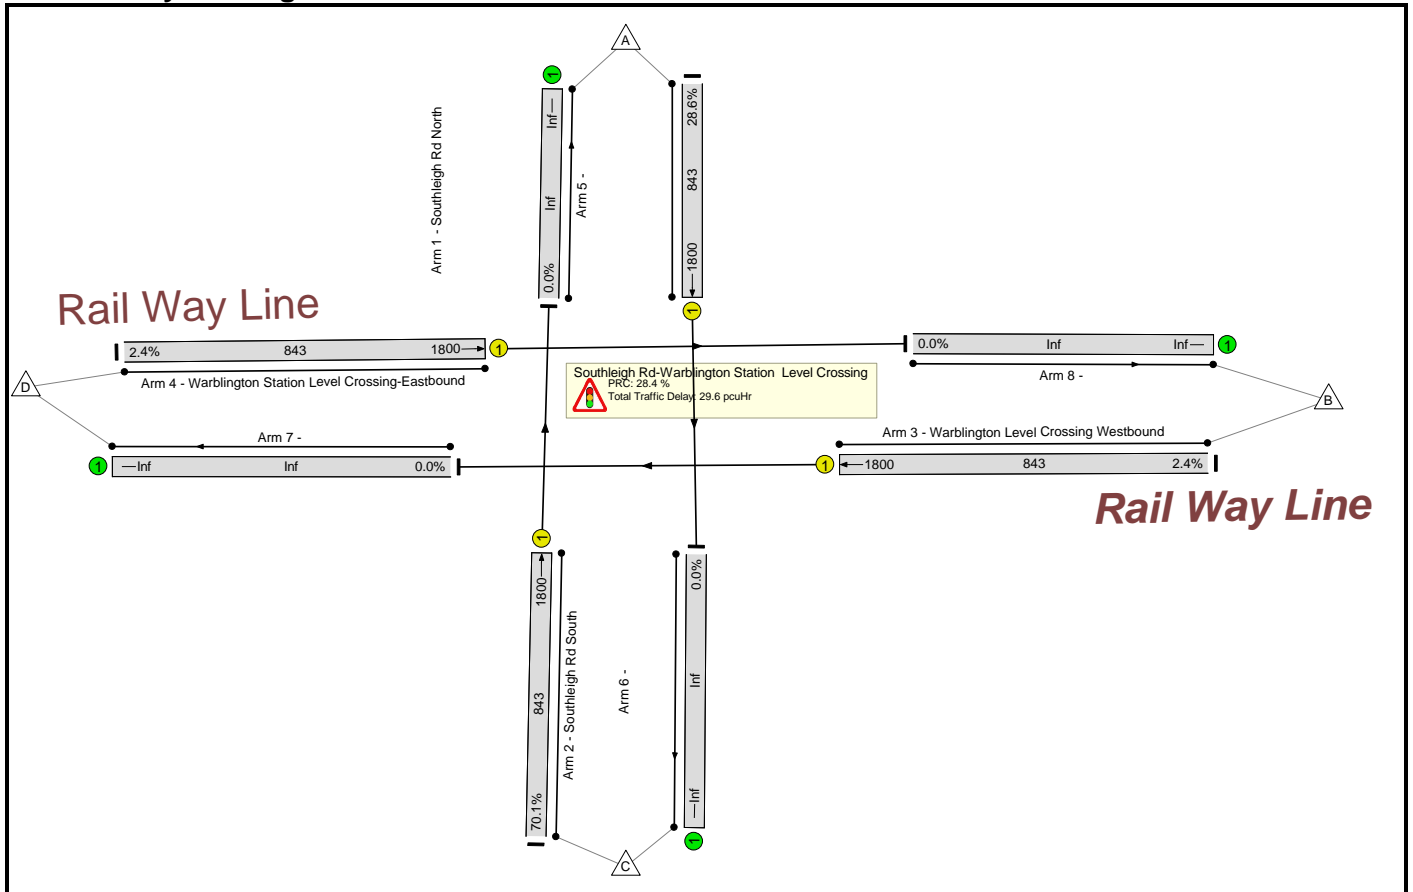 A
1
Inf
Inf
0.0%
Arm 5 -
28.6%
843
1800
1
Arm 1 - Southleigh Rd North
Rail Way Line
2.4% 843 1800
1
Arm 4 - Warblington Station Level Crossing-Eastbound
D
Southleigh Rd-Warblington Station Level Crossing
PRC: 28.4 %
Total Traffic Delay: 29.6 pcuHr
0.0% Inf Inf
1
Arm 8 -
B
Arm 7 -
1
Inf Inf 0.0%
Arm 3 - Warblington Level Crossing Westbound
1
1800 843 2.4%
Rail Way Line
1
1800
843
70.1%
Arm 2 - Southleigh Rd South
Arm 6 -
0.0%
Inf
Inf
1
C